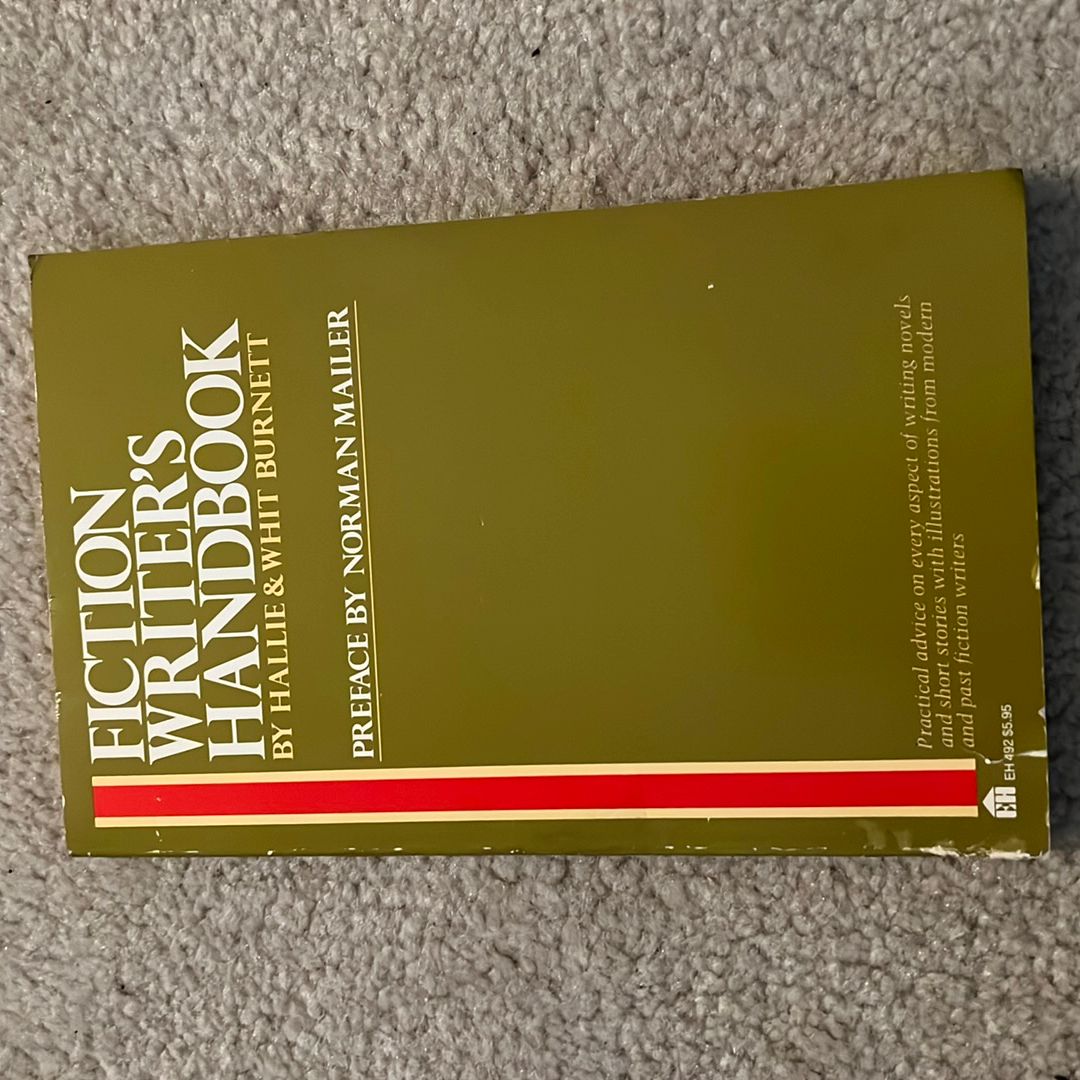 FICTION
WRITER'S
HANDBOOK
BY HALLIE & WHIT BURNETT
PREFACE BY NORMAN MAILER
Practical advice on every aspect of writing novels
and short stories with illustrations from modern
and past fiction writers
EH EH 492 $5.95